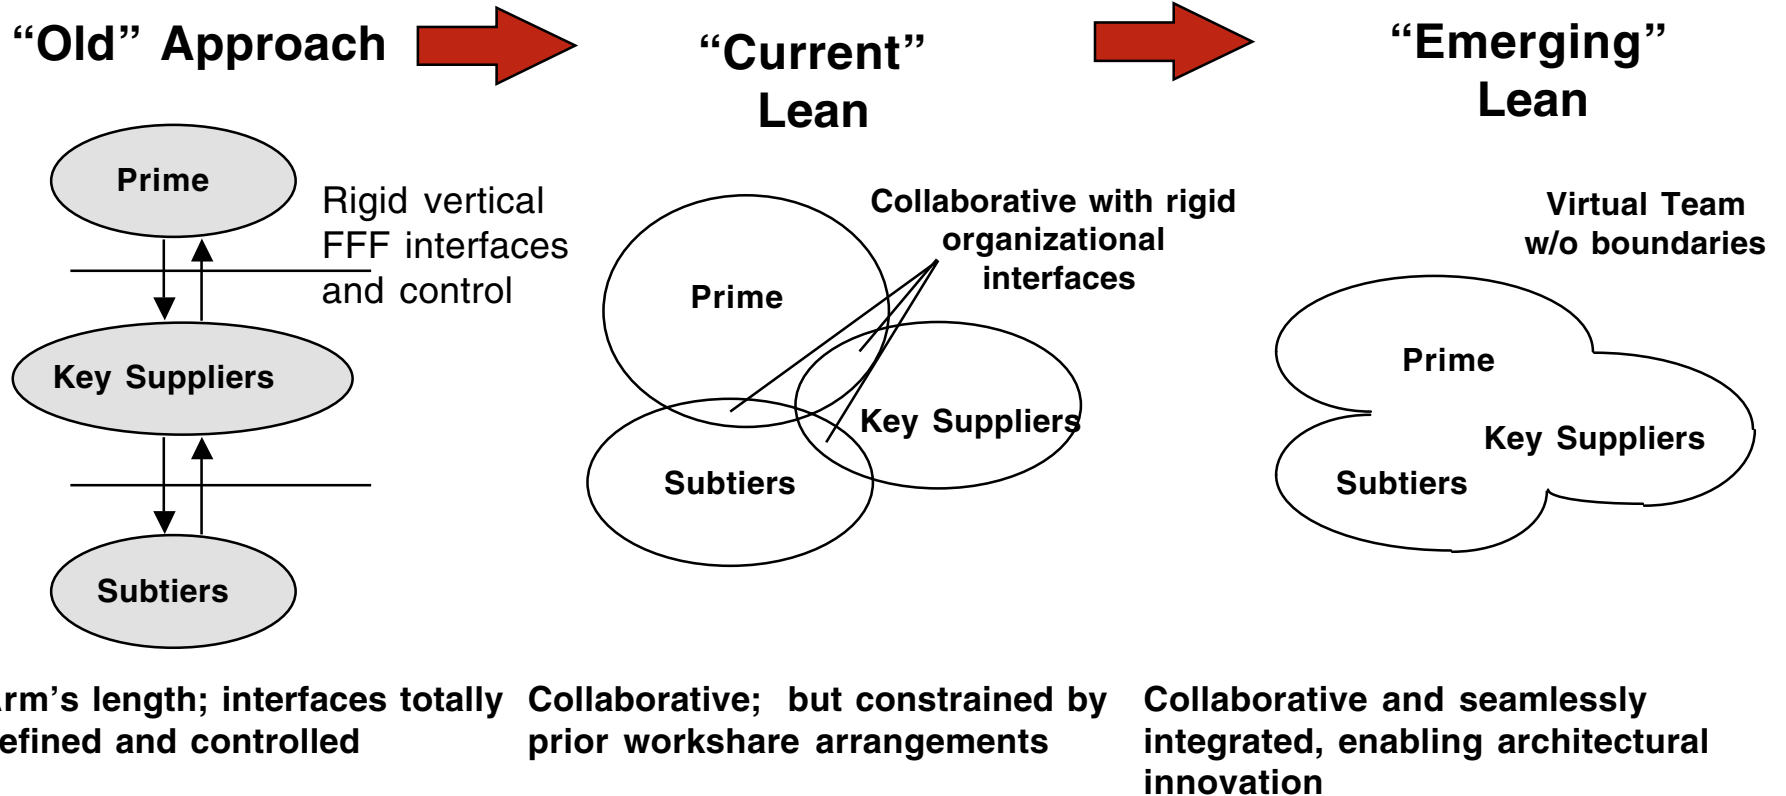 “Old” Approach
“Current”
Lean
“Emerging”
Lean
Prime
Rigid vertical
FFF interfaces
and control
Key Suppliers
Subtiers
Collaborative with rigid
organizational
interfaces
Prime
Key Suppliers
Subtiers
Virtual Team
w/o boundaries
Prime
Key Suppliers
Subtiers
rm’s length; interfaces totally
efined and controlled
Collaborative;  but constrained by
prior workshare arrangements
Collaborative and seamlessly
integrated, enabling architectural
innovation